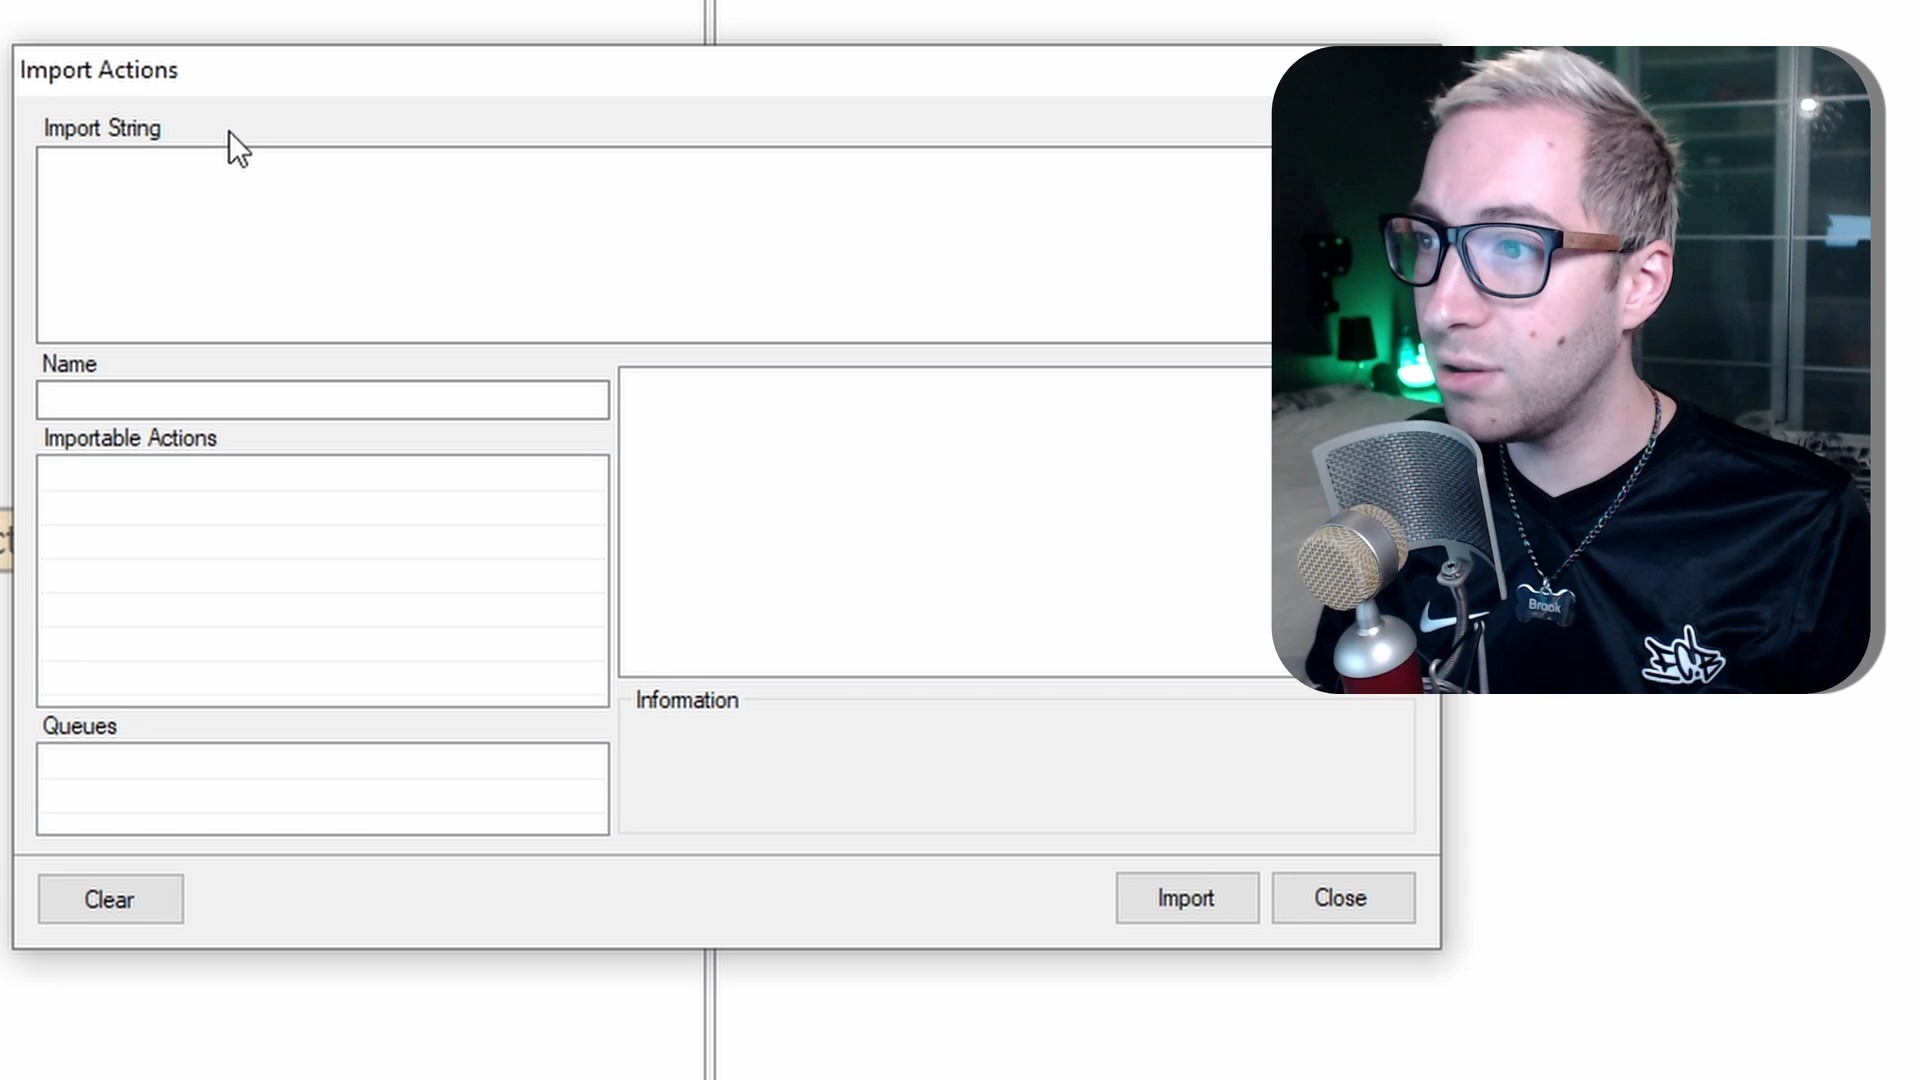 Import Actions
Import String
Name
Importable Actions
Queues
Information
Clear
Import
Close
Brook